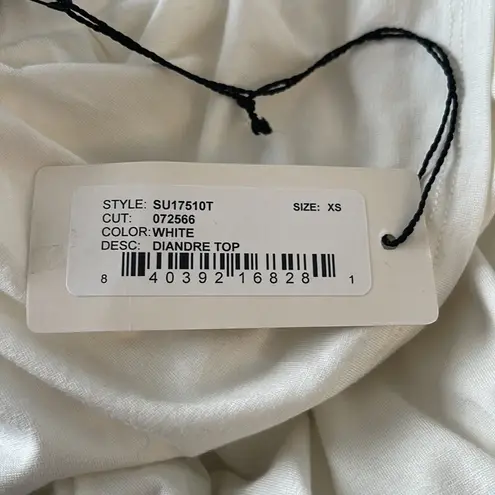 STYLE: SU17510T SIZE: XS
CUT: 072566
COLOR: WHITE
DESC: DIANDRE TOP
8 40392 16828 1